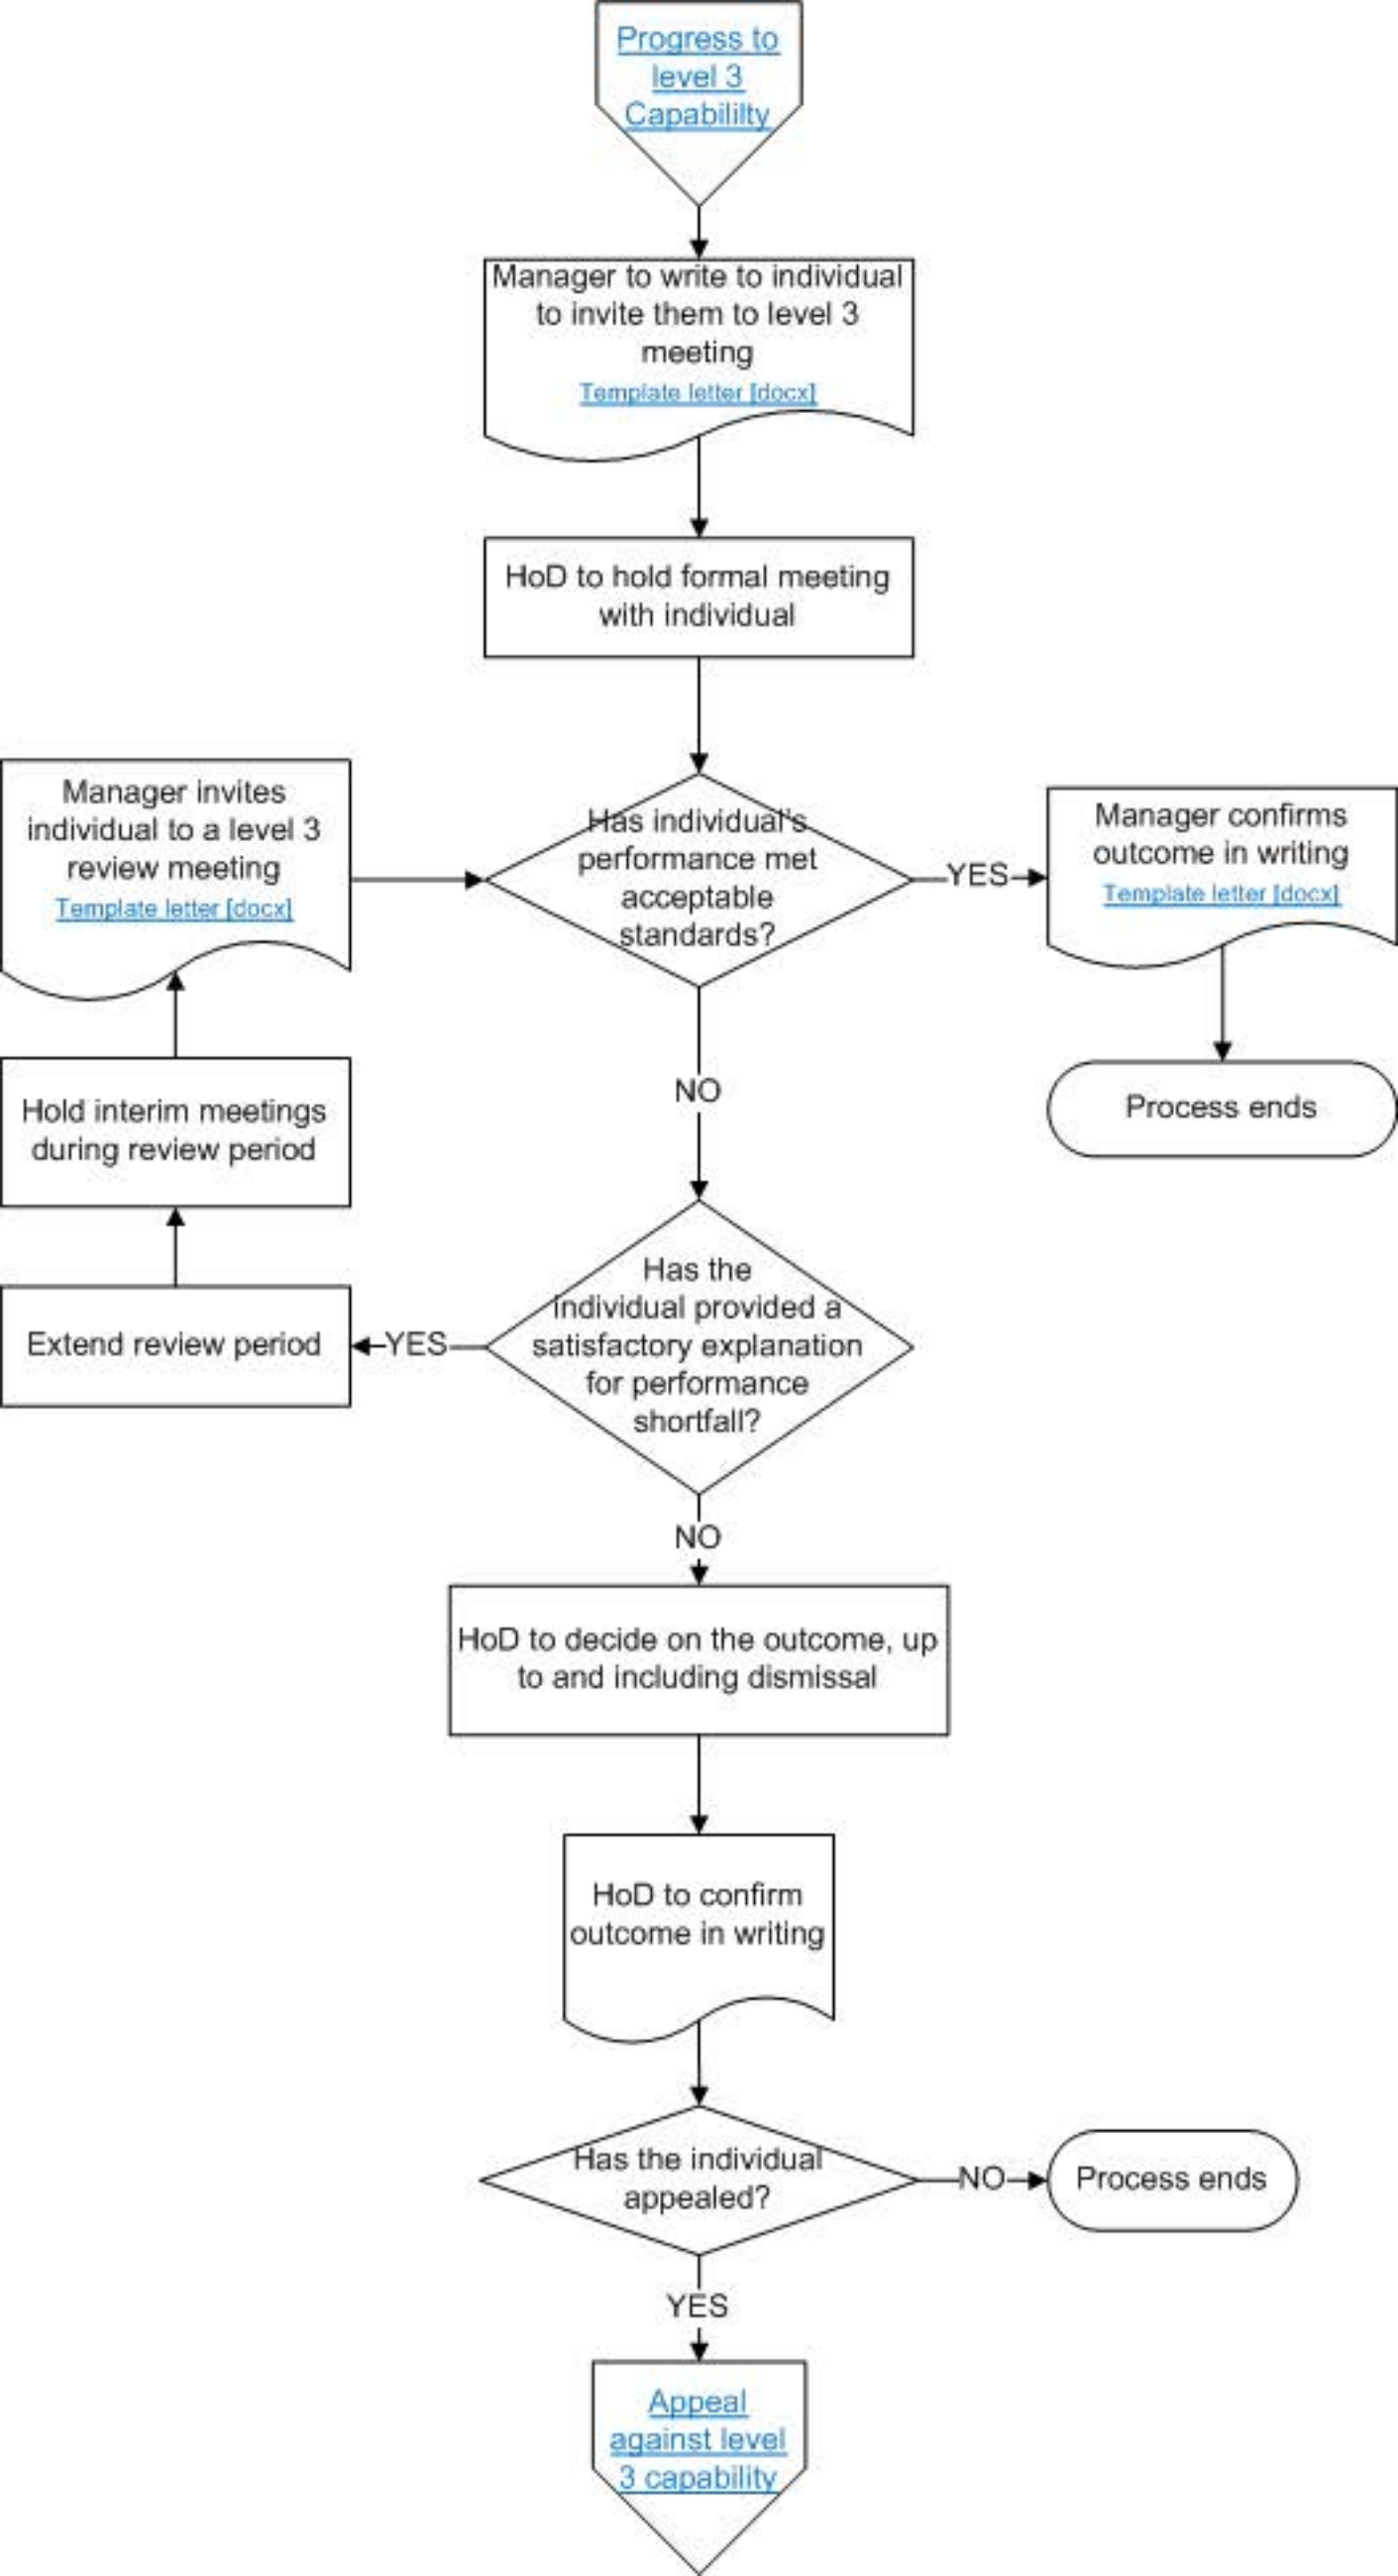 Progress to
level 3
Capabililty
Manager to write to individual
to invite them to level 3
meeting
Template letter [docx]
HoD to hold formal meeting
with individual
Manager invites
individual to a level 3
review meeting
Template letter [docx]
Has individual's
performance met
acceptable
standards?
YES
Manager confirms
outcome in writing
Template letter [docx]
NO
Process ends
Hold interim meetings
during review period
Has the
individual provided a
satisfactory explanation
for performance
shortfall?
YES
Extend review period
NO
HoD to decide on the outcome, up
to and including dismissal
HoD to confirm
outcome in writing
Has the individual
appealed?
NO
Process ends
YES
Appeal
against level
3 capability